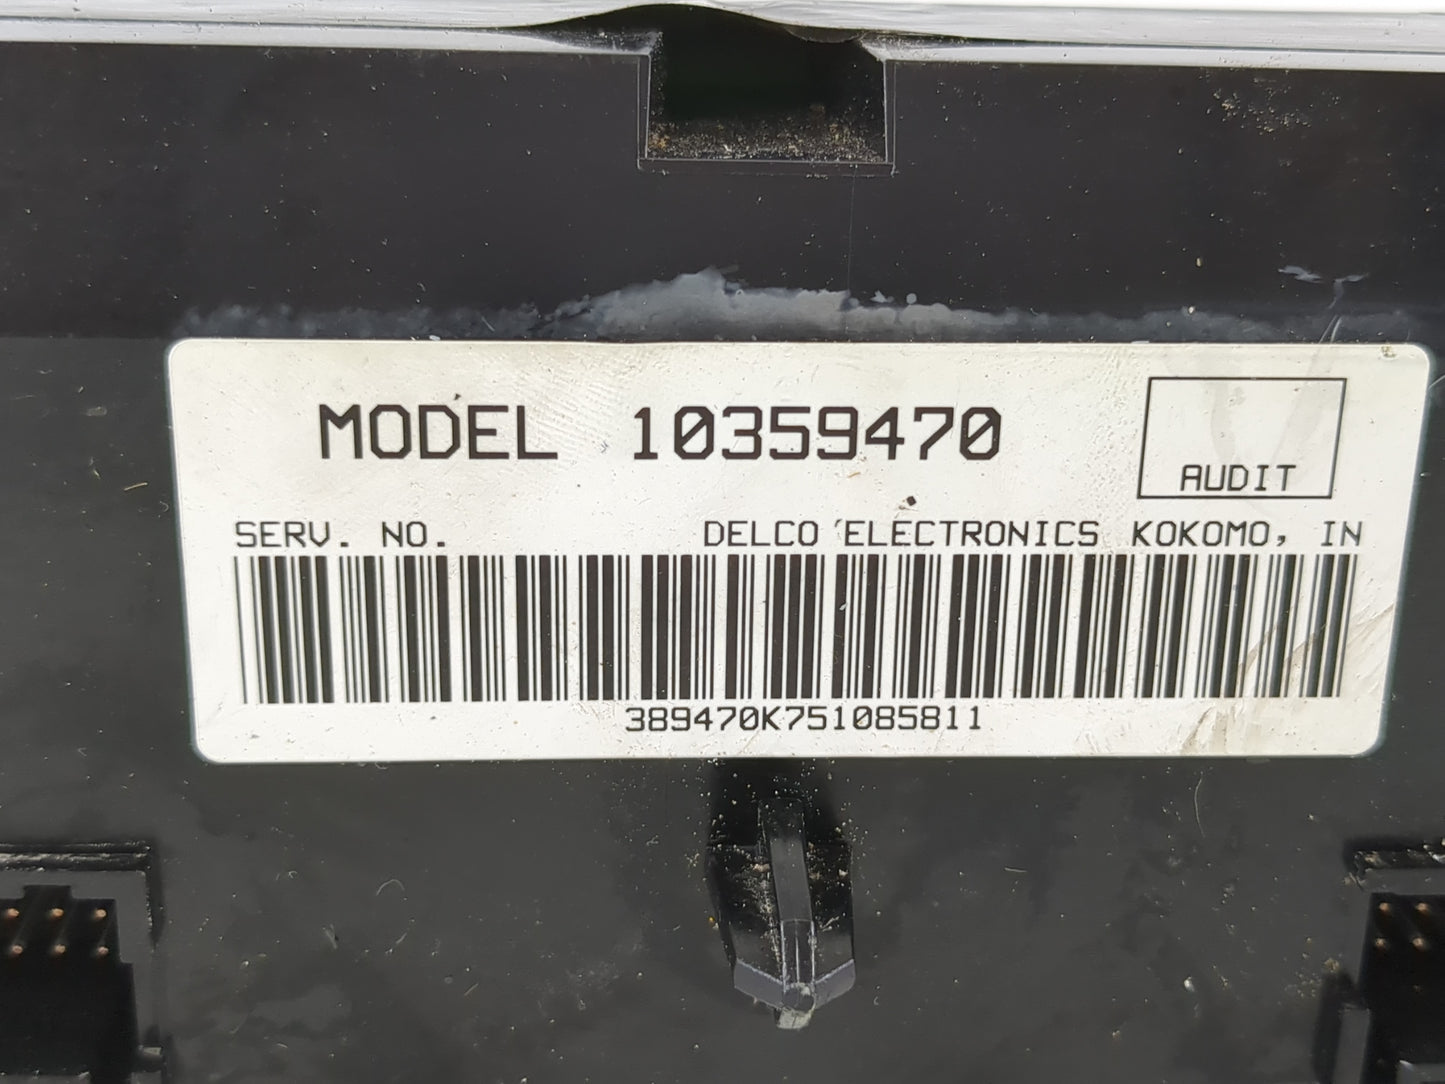 MODEL 10359470
AUDIT
SERV. NO. DELCO ELECTRONICS KOKOMO, IN
389470K751085811